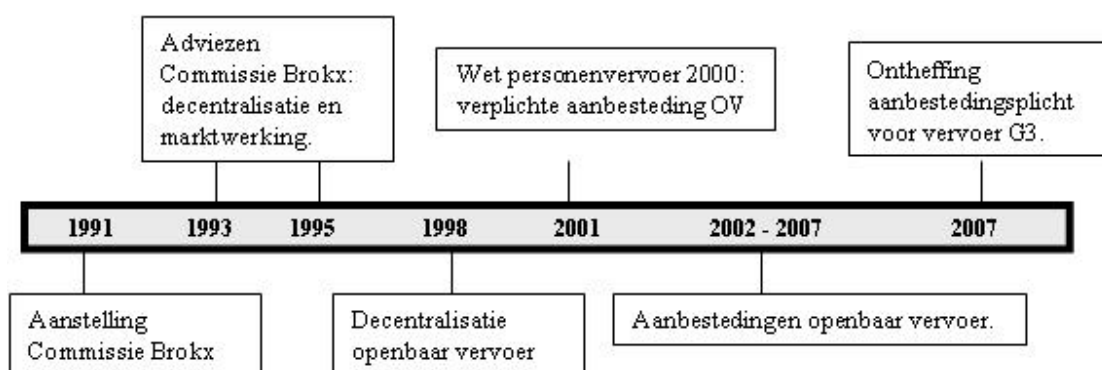 Adviezen
Commissie Brokx:
decentralisatie en
marktwerking.
Wet personenvervoer 2000:
verplichte aanbesteding OV
Ontheffing
aanbestedingsplicht
voor vervoer G3.
1991 1993 1995 1998 2001 2002 - 2007 2007
Aanstelling
Commissie Brokx
Decentralisatie
openbaar vervoer
Aanbestedingen openbaar vervoer.